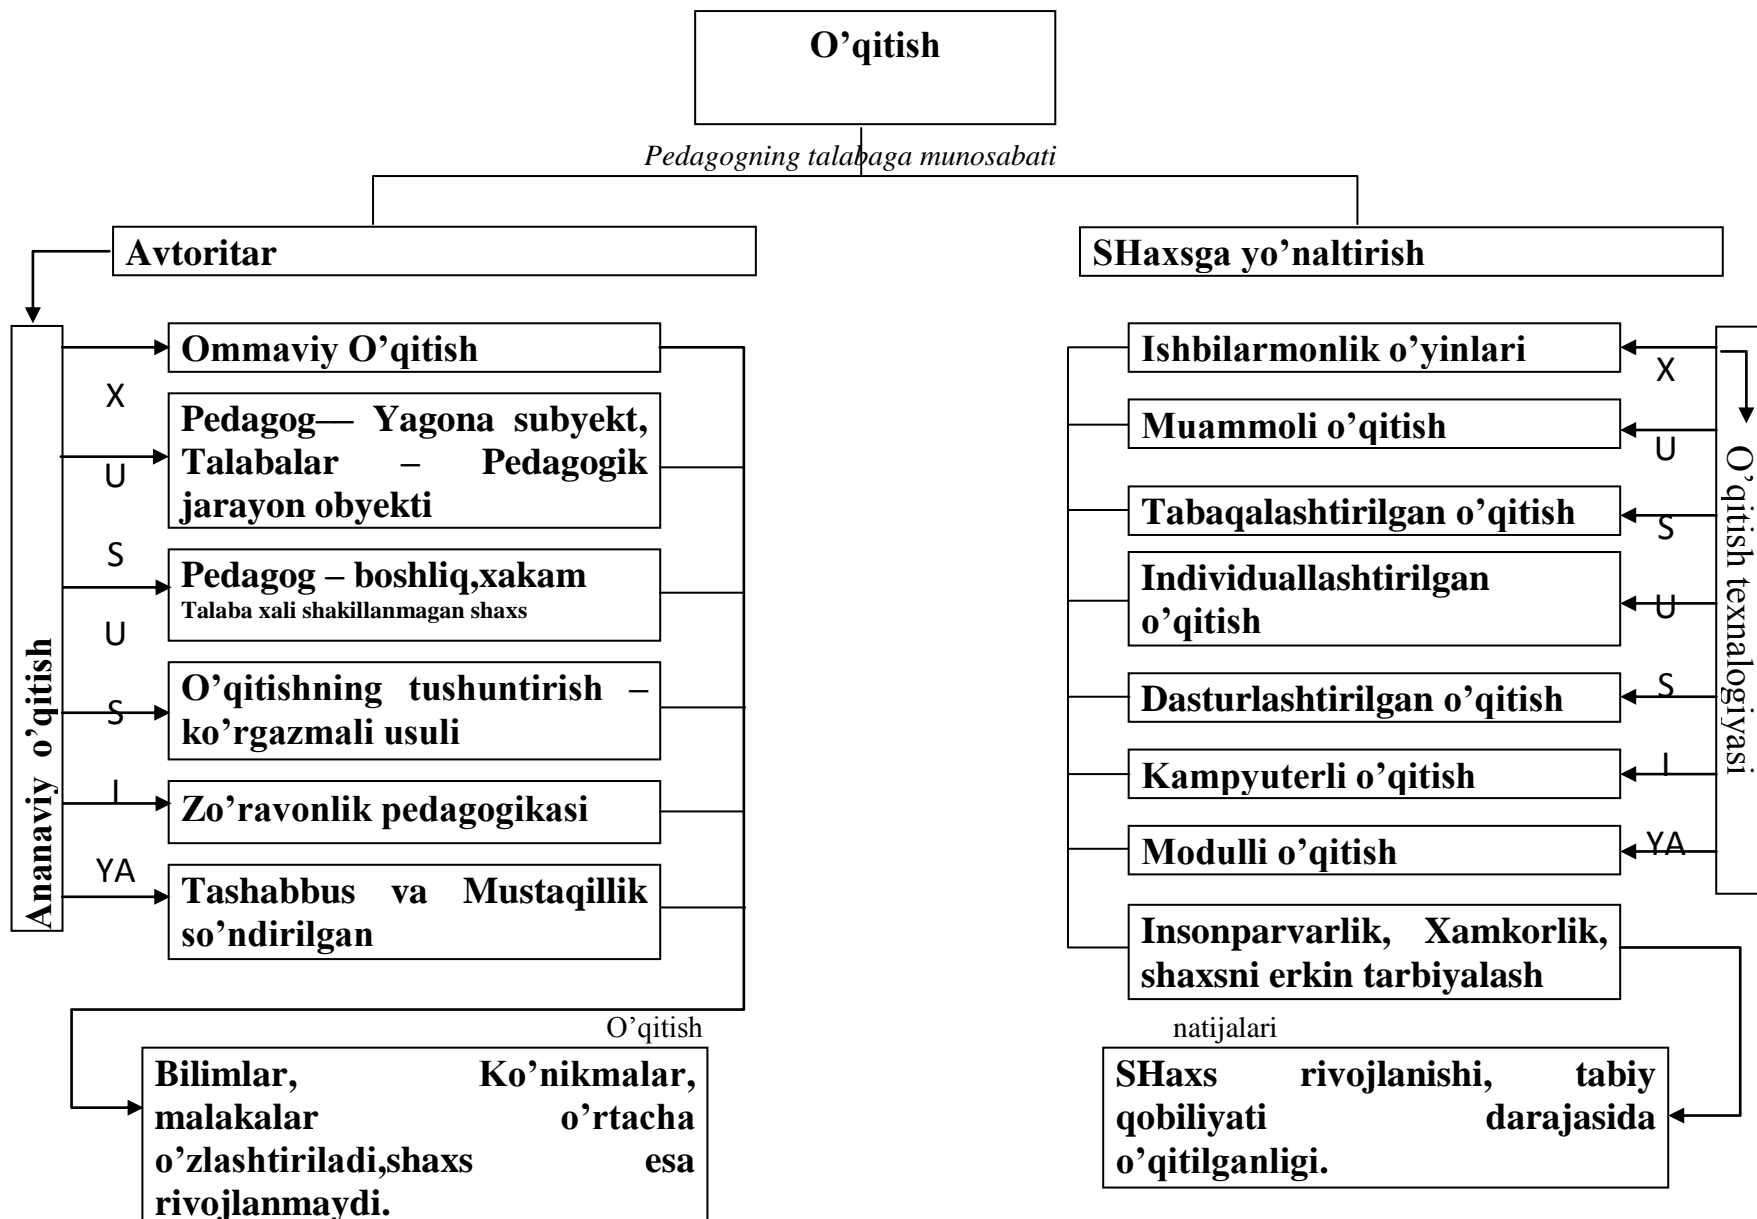 O’qitish
Pedagogning talabaga munosabati
Avtoritar
SHaxsga yo’naltirish
Ananaviy o’qitish
X
U
S
U
S
I
YA
Ommaviy O’qitish
Pedagog— Yagona subyekt,
Talabalar – Pedagogik
jarayon obyekti
Pedagog – boshliq,xakam
Talaba xali shakillanmagan shaxs
O’qitishning tushuntirish –
ko’rgazmali usuli
Zo’ravonlik pedagogikasi
Tashabbus va Mustaqillik
so’ndirilgan
Ishbilarmonlik o’yinlari
Muammoli o’qitish
Tabaqalashtirilgan o’qitish
Individuallashtirilgan
o’qitish
Dasturlashtirilgan o’qitish
Kampyuterli o’qitish
Modulli o’qitish
Insonparvarlik, Xamkorlik,
shaxsni erkin tarbiyalash
X
U
S
U
S
I
YA
O’qitish texnalogiyasi
O’qitish natijalari
Bilimlar, Ko’nikmalar,
malakalar o’rtacha
o’zlashtiriladi,shaxs esa
rivojlanmaydi.
SHaxs rivojlanishi, tabiy
qobiliyati darajasida
o’qitilganligi.